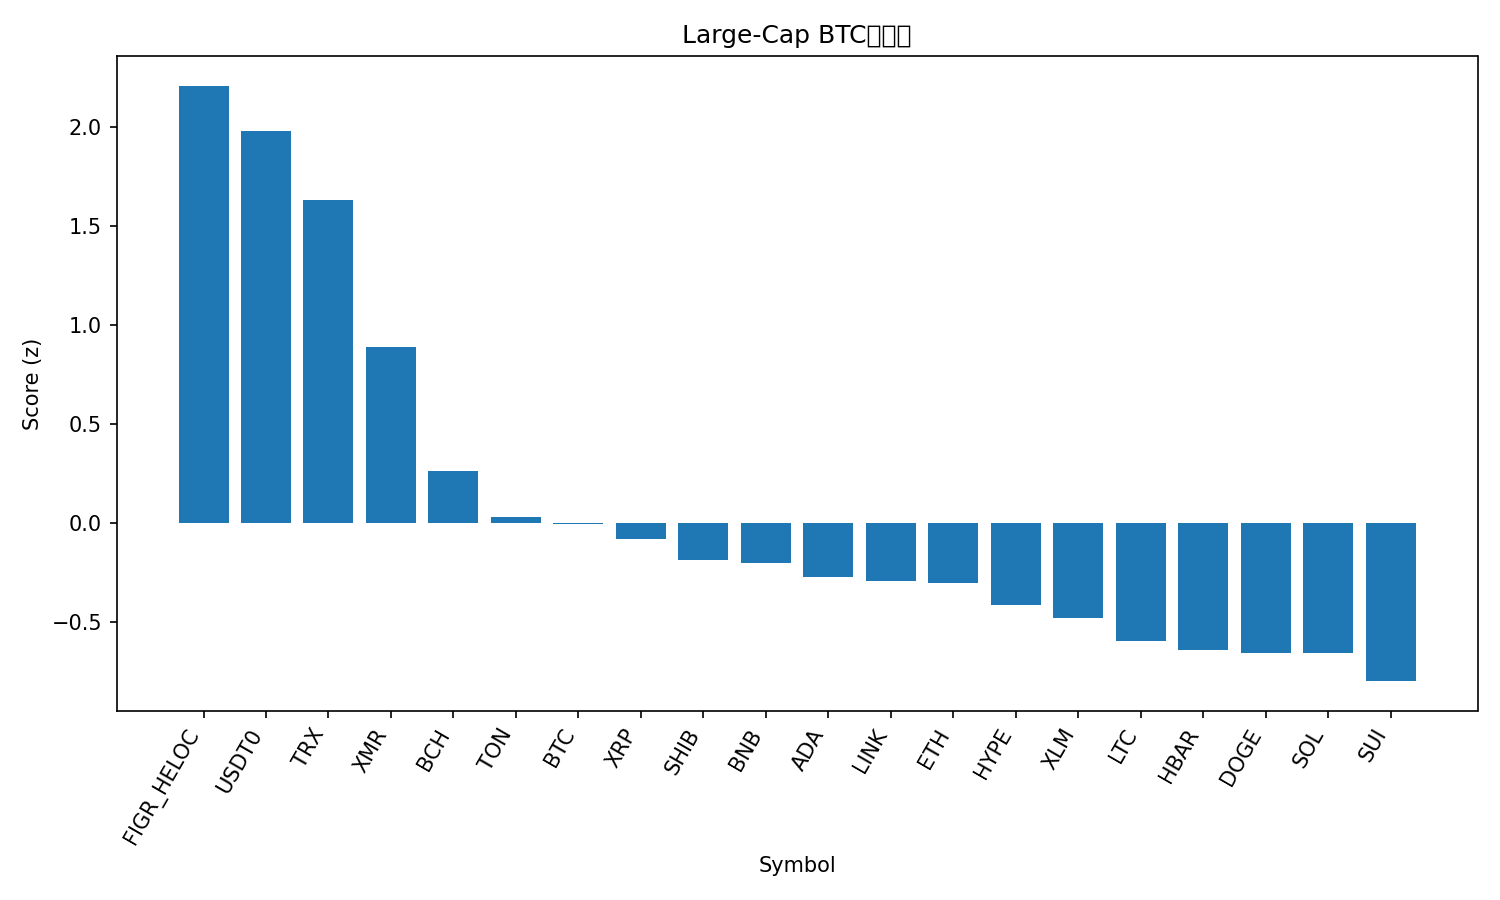 Large-Cap BTC
Score (z)
2.0
1.5
1.0
0.5
0.0
−0.5
FIGR_HELOC
USDT0
TRX
XMR
BCH
TON
BTC
XRP
SHIB
BNB
ADA
LINK
ETH
HYPE
XLM
LTC
HBAR
DOGE
SOL
SUI
Symbol